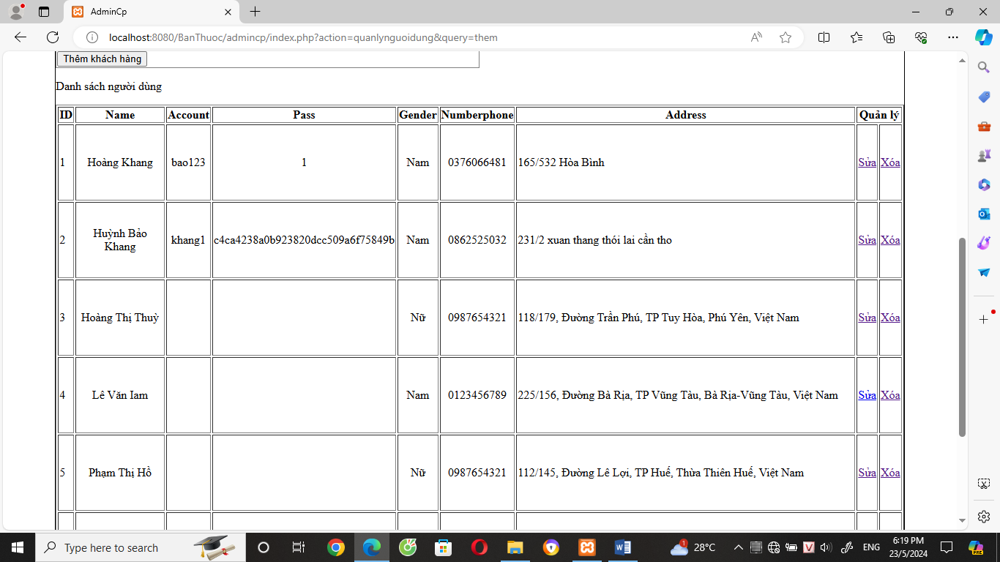 AdminCp
localhost:8080/BanThuoc/admincp/index.php?action=quanlynguoidung&query=them
Thêm khách hàng
Danh sách người dùng
ID Name Account Pass Gender Numberphone Address Quản lý
1 Hoàng Khang bao123 1 Nam 0376066481 165/532 Hòa Bình Sửa Xóa
2 Huỳnh Bảo Khang khang1 c4ca4238a0b923820dcc509a6f75849b Nam 0862525032 231/2 xuan thang thói lai cần tho Sửa Xóa
3 Hoàng Thị Thuỳ Nữ 0987654321 118/179, Đường Trần Phú, TP Tuy Hòa, Phú Yên, Việt Nam Sửa Xóa
4 Lê Văn Iam Nam 0123456789 225/156, Đường Bà Rịa, TP Vũng Tàu, Bà Rịa-Vũng Tàu, Việt Nam Sửa Xóa
5 Phạm Thị Hồ Nữ 0987654321 112/145, Đường Lê Lợi, TP Huế, Thừa Thiên Huế, Việt Nam Sửa Xóa
Type here to search
1
28°C
V
ENG
6:19 PM
23/5/2024
PRE